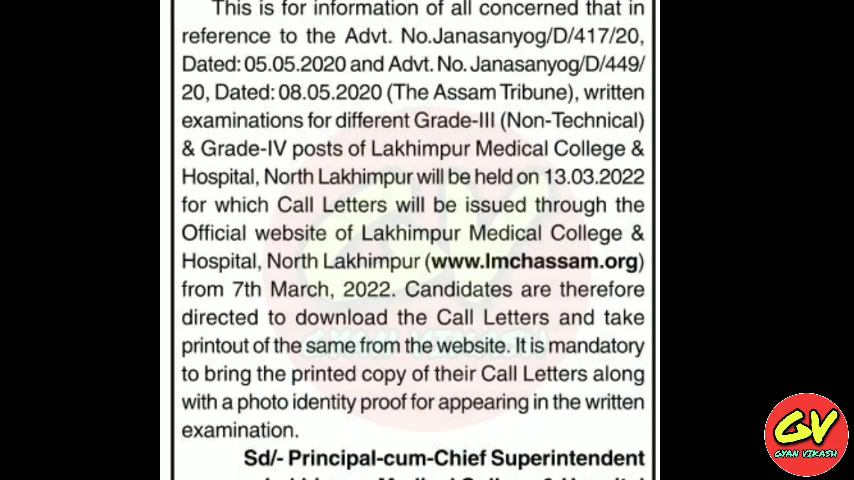 This is for information of all concerned that in
reference to the Advt. No.Janasanyog/D/417/20,
Dated: 05.05.2020 and Advt. No. Janasanyog/D/449/
20, Dated: 08.05.2020 (The Assam Tribune), written
examinations for different Grade-III (Non-Technical)
& Grade-IV posts of Lakhimpur Medical College &
Hospital, North Lakhimpur will be held on 13.03.2022
for which Call Letters will be issued through the
Official website of Lakhimpur Medical College &
Hospital, North Lakhimpur (www.lmchassam.org)
from 7th March, 2022. Candidates are therefore
directed to download the Call Letters and take
printout of the same from the website. It is mandatory
to bring the printed copy of their Call Letters along
with a photo identity proof for appearing in the written
examination.
Sd/- Principal-cum-Chief Superintendent
GV
GYAN VIKASH
GV
GYAN VIKASH